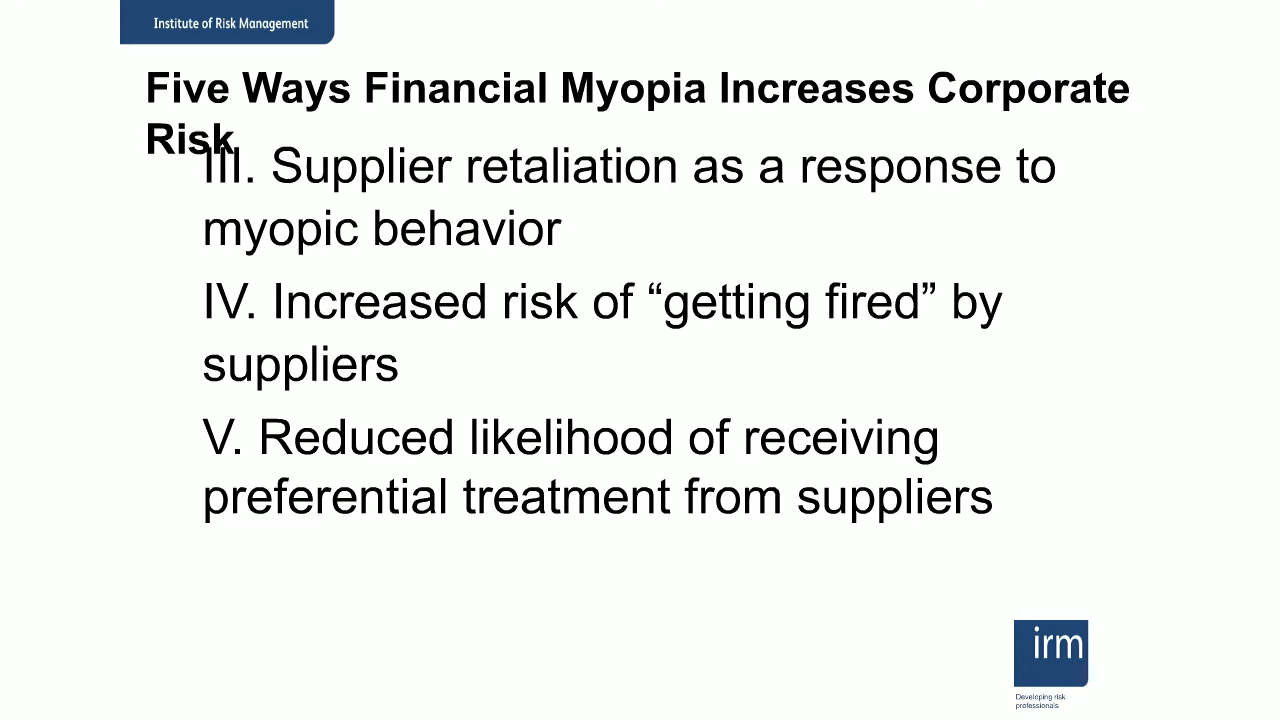 Institute of Risk Management
Five Ways Financial Myopia Increases Corporate
Risk
III. Supplier retaliation as a response to
myopic behavior
IV. Increased risk of “getting fired” by
suppliers
V. Reduced likelihood of receiving
preferential treatment from suppliers
irm
Developing risk
professionals